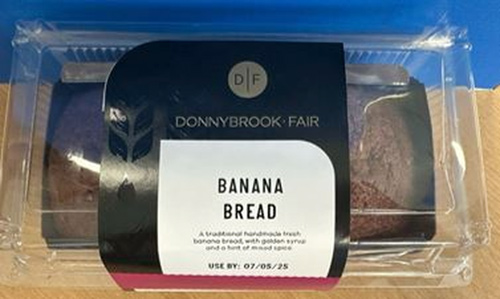 D|F
DONNYBROOK·FAIR
BANANA
BREAD
A traditional handmade fresh
banana bread, with golden syrup
and a hint of mixed spice
USE BY: 07/05/25